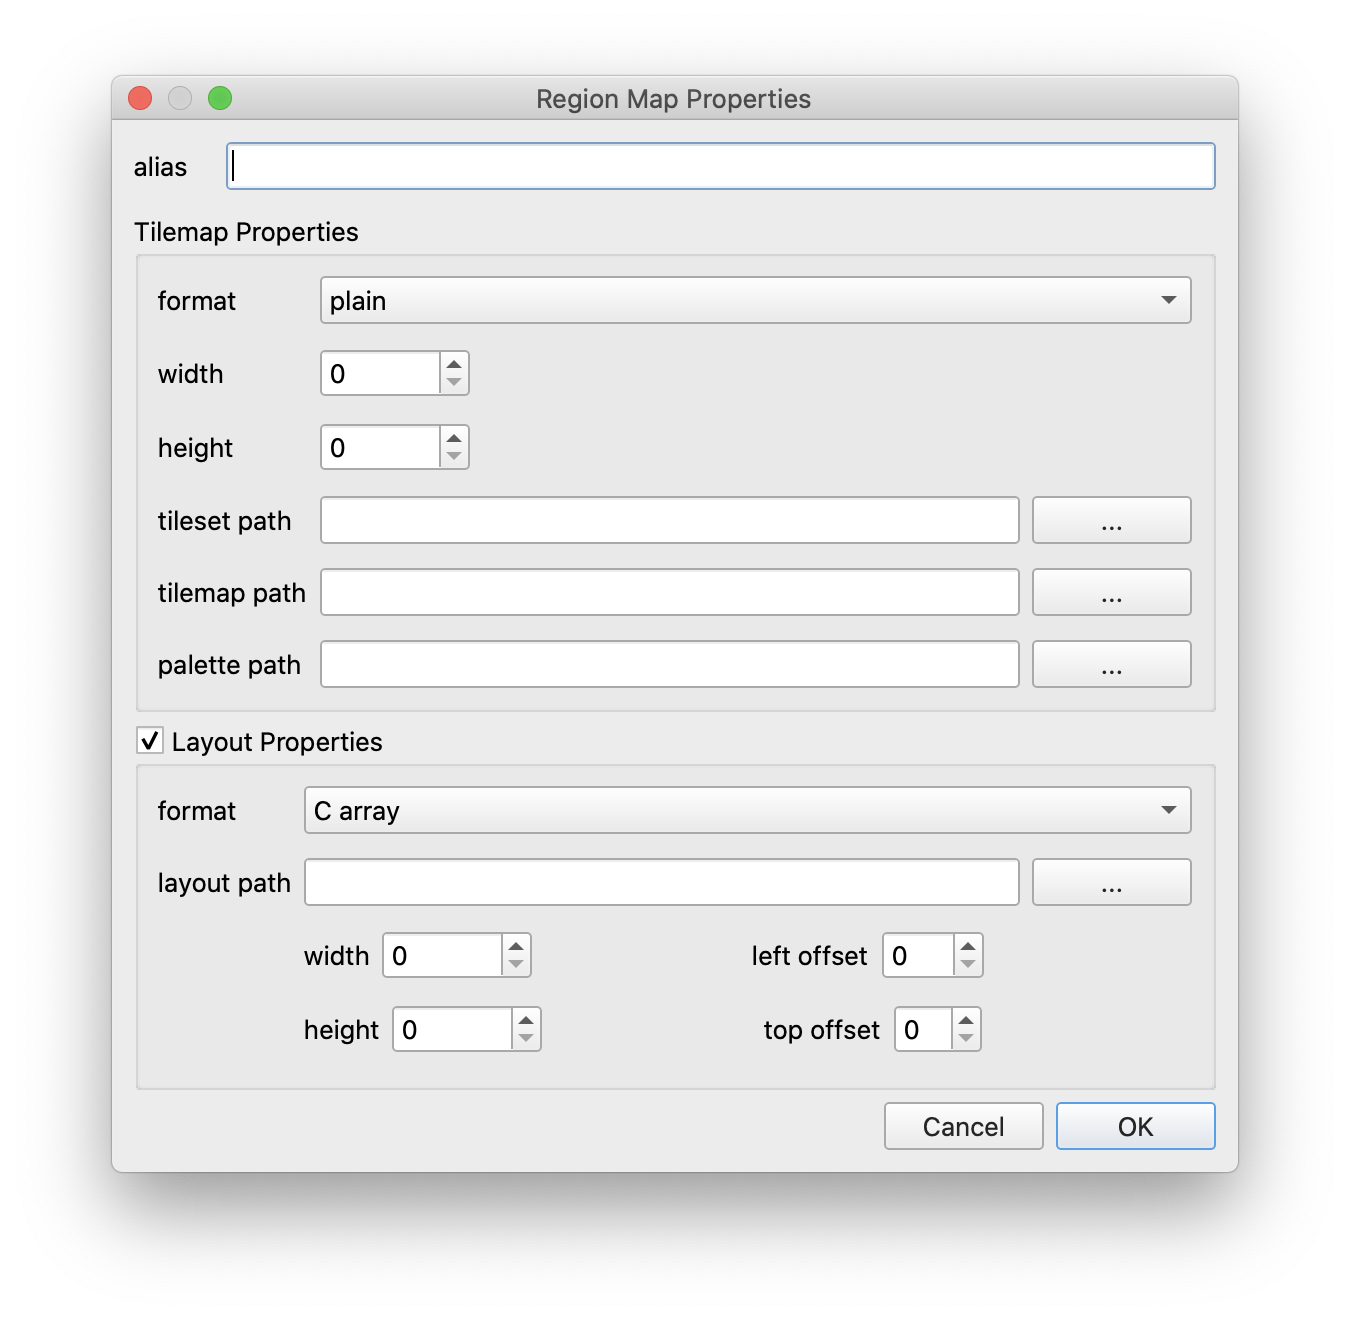 Region Map Properties
alias
Tilemap Properties
format plain
width 0
height 0
tileset path ...
tilemap path ...
palette path ...
Layout Properties
format C array
layout path ...
width 0 left offset 0
height 0 top offset 0
Cancel OK